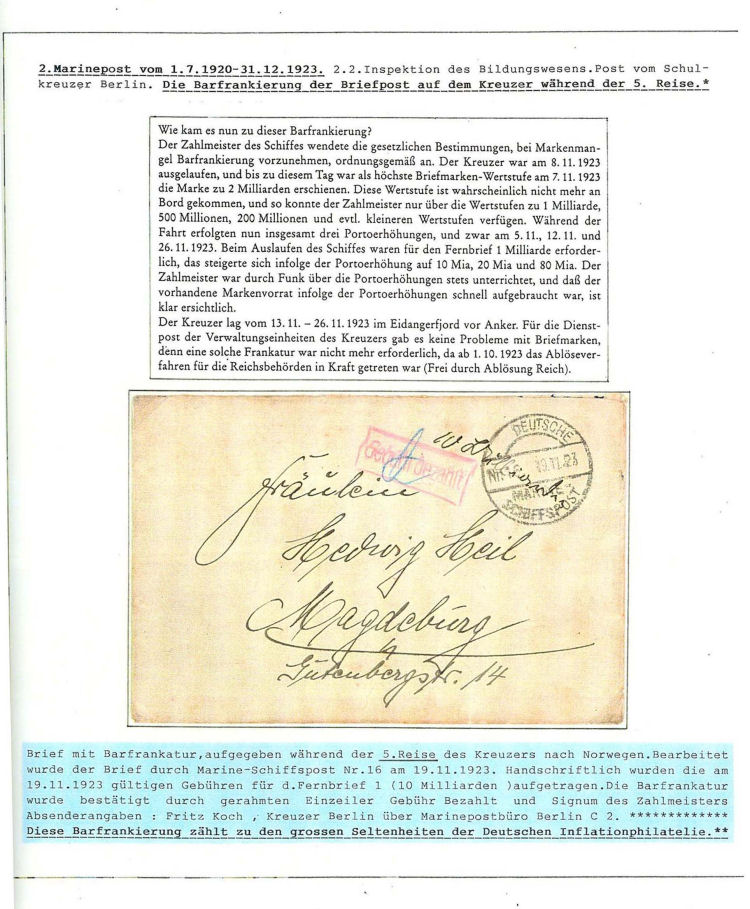 2.Marinepost vom 1.7.1920-31.12.1923. 2.2.Inspektion des Bildungswesens.Post vom Schul-
kreuzer Berlin. Die Barfrankierung der Briefpost auf dem Kreuzer während der 5. Reise.*
Wie kam es nun zu dieser Barfrankierung?
Der Zahlmeister des Schiffes wendete die gesetzlichen Bestimmungen, bei Markenman-
gel Barfrankierung vorzunehmen, ordnungsgemäß an. Der Kreuzer war am 8. 11. 1923
ausgelaufen, und bis zu diesem Tag war als höchste Briefmarken-Wertstufe am 7. 11. 1923
die Marke zu 2 Milliarden erschienen. Diese Wertstufe ist wahrscheinlich nicht mehr an
Bord gekommen, und so konnte der Zahlmeister nur über die Wertstufen zu 1 Milliarde,
500 Millionen, 200 Millionen und evtl. kleineren Wertstufen verfügen. Während der
Fahrt erfolgten nun insgesamt drei Portoerhöhungen, und zwar am 5. 11., 12. 11. und
26. 11. 1923. Beim Auslaufen des Schiffes waren für den Fernbrief 1 Milliarde erforder-
lich, das steigerte sich infolge der Portoerhöhung auf 10 Mia, 20 Mia und 80 Mia. Der
Zahlmeister war durch Funk über die Portoerhöhungen stets unterrichtet, und daß der
vorhandene Markenvorrat infolge der Portoerhöhungen schnell aufgebraucht war, ist
klar ersichtlich.
Der Kreuzer lag vom 13. 11. – 26. 11. 1923 im Eidangerfjord vor Anker. Für die Dienst-
post der Verwaltungseinheiten des Kreuzers gab es keine Probleme mit Briefmarken,
denn eine solche Frankatur war nicht mehr erforderlich, da ab 1. 10. 1923 das Ablösever-
fahren für die Reichsbehörden in Kraft getreten war (Frei durch Ablösung Reich).
DEUTSCHE
19.11.23
MARINE-
SCHIFFSPOST
Gebühr bezahlt
Fräulein
Hedwig Heil
Magdeburg
Gutenbergstr. 14
Brief mit Barfrankatur,aufgegeben während der 5.Reise des Kreuzers nach Norwegen.Bearbeitet
wurde der Brief durch Marine-Schiffspost Nr.16 am 19.11.1923. Handschriftlich wurden die am
19.11.1923 gültigen Gebühren für d.Fernbrief 1 (10 Milliarden )aufgetragen.Die Barfrankatur
wurde bestätigt durch gerahmten Einzeiler Gebühr Bezahlt und Signum des Zahlmeisters
Absenderangaben : Fritz Koch , Kreuzer Berlin über Marinepostbüro Berlin C 2. *************
Diese Barfrankierung zählt zu den grossen Seltenheiten der Deutschen Inflationphilatelie.**